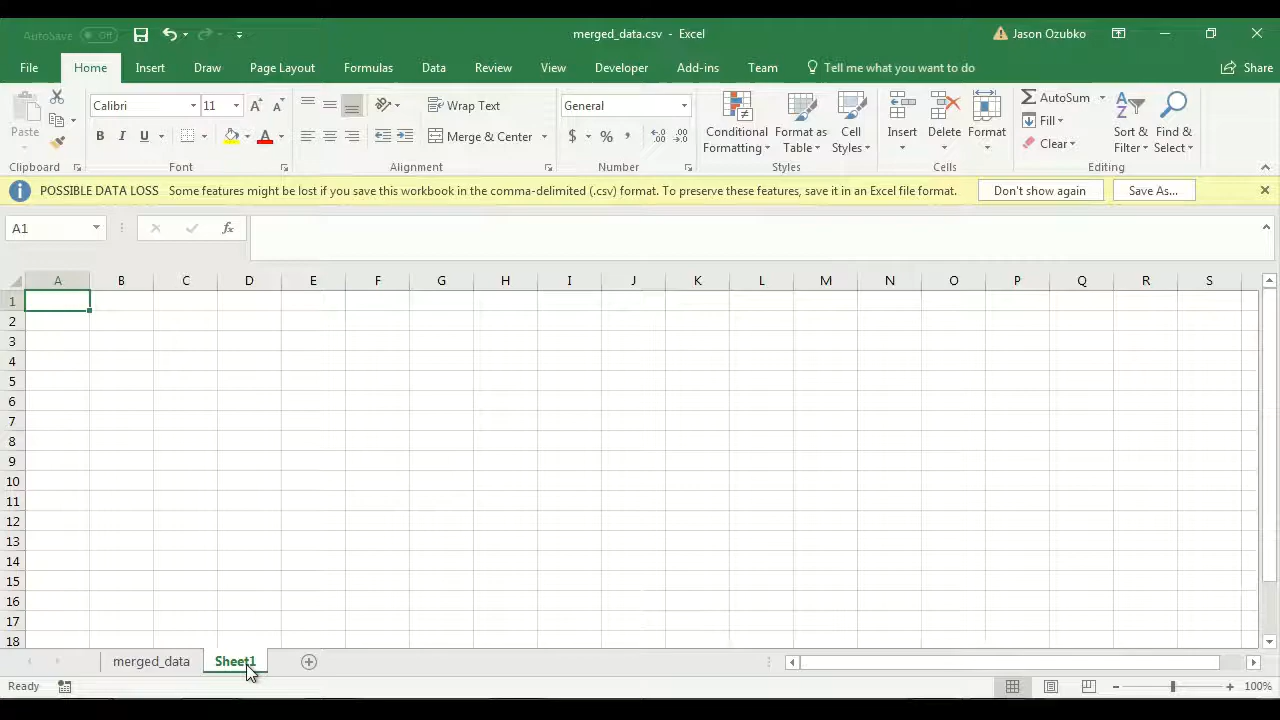 AutoSave Off merged_data.csv - Excel Jason Ozubko
File Home Insert Draw Page Layout Formulas Data Review View Developer Add-ins Team Tell me what you want to do Share
Paste Calibri 11 A A Wrap Text General Conditional Formatting Format as Table Cell Styles Insert Delete Format AutoSum Fill Clear Sort & Filter Find & Select
B I U A Merge & Center $ % ,
Clipboard Font Alignment Number Styles Cells Editing
POSSIBLE DATA LOSS Some features might be lost if you save this workbook in the comma-delimited (.csv) format. To preserve these features, save it in an Excel file format. Don't show again Save As...
A1 fx
A B C D E F G H I J K L M N O P Q R S
1
2
3
4
5
6
7
8
9
10
11
12
13
14
15
16
17
18
merged_data Sheet1
Ready 100%